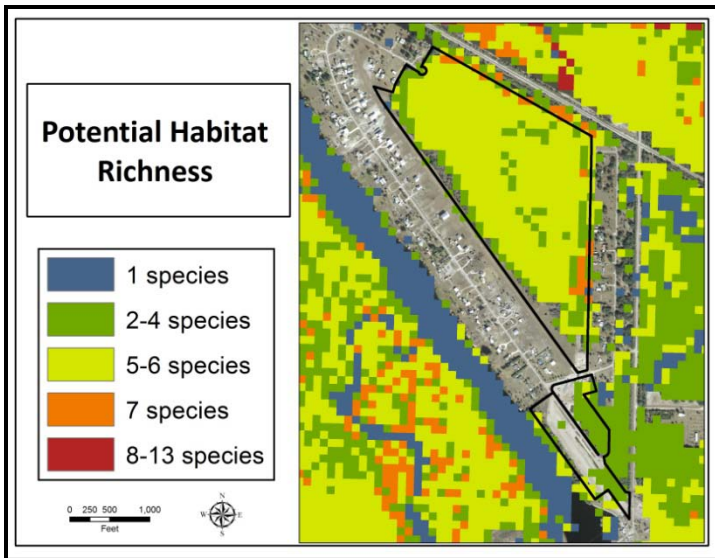 Potential Habitat
Richness
1 species
2-4 species
5-6 species
7 species
8-13 species
0 250 500 1,000
Feet
N
W E
S